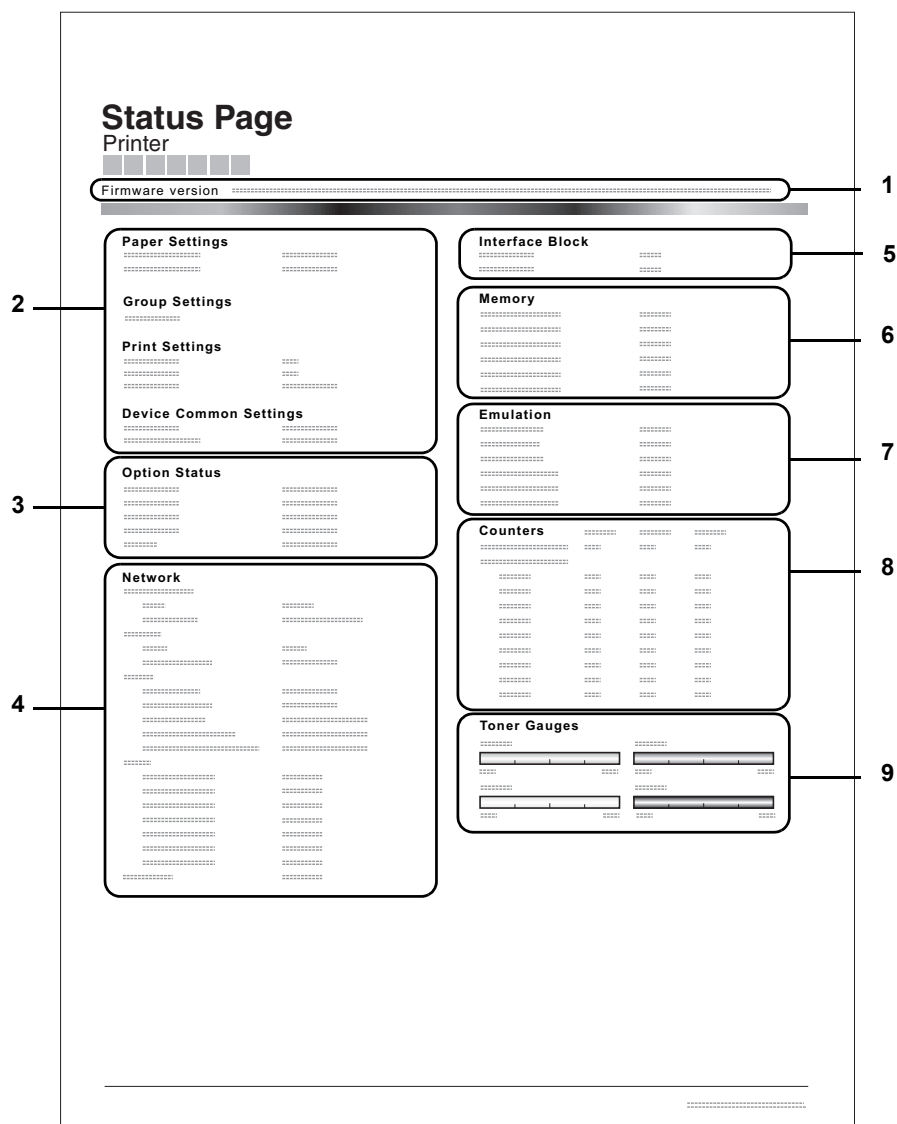 Status Page
Printer
Firmware version
1
Paper Settings
2
Group Settings
Print Settings
Device Common Settings
Option Status
3
Network
4
Interface Block
5
Memory
6
Emulation
7
Counters
8
Toner Gauges
9